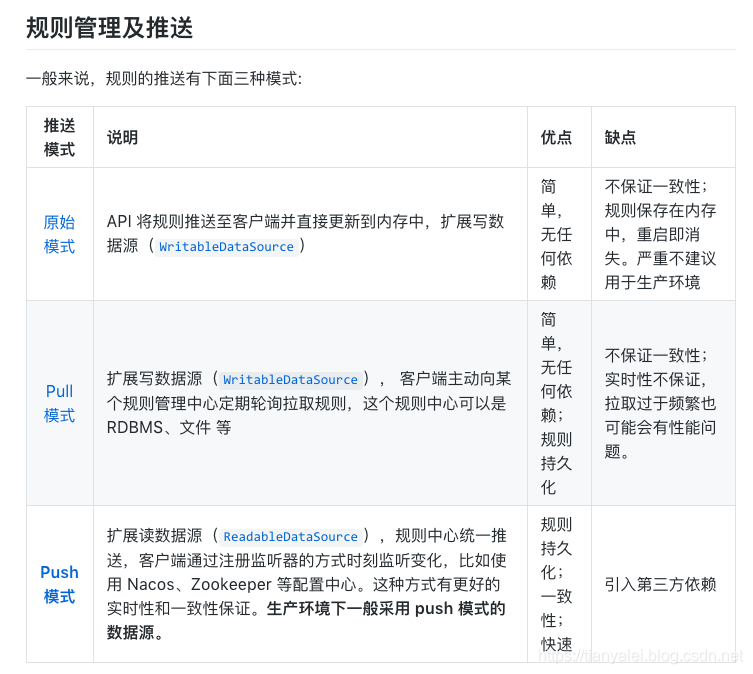 规则管理及推送
一般来说，规则的推送有下面三种模式:
推送
模式
说明
优点
缺点
原始
模式
API 将规则推送至客户端并直接更新到内存中，扩展写数
据源（WritableDataSource）
简
单，
无任
何依
赖
不保证一致性；
规则保存在内存
中，重启即消
失。严重不建议
用于生产环境
Pull
模式
扩展写数据源（WritableDataSource）， 客户端主动向某
个规则管理中心定期轮询拉取规则，这个规则中心可以是
RDBMS、文件 等
简
单，
无任
何依
赖；
规则
持久
化
不保证一致性；
实时性不保证，
拉取过于频繁也
可能会有性能问
题。
Push
模式
扩展读数据源（ReadableDataSource），规则中心统一推
送，客户端通过注册监听器的方式时刻监听变化，比如使
用 Nacos、Zookeeper 等配置中心。这种方式有更好的
实时性和一致性保证。生产环境下一般采用 push 模式的
数据源。
规则
持久
化；
一致
性；
快速
引入第三方依赖
https://tianyalei.blog.csdn.net